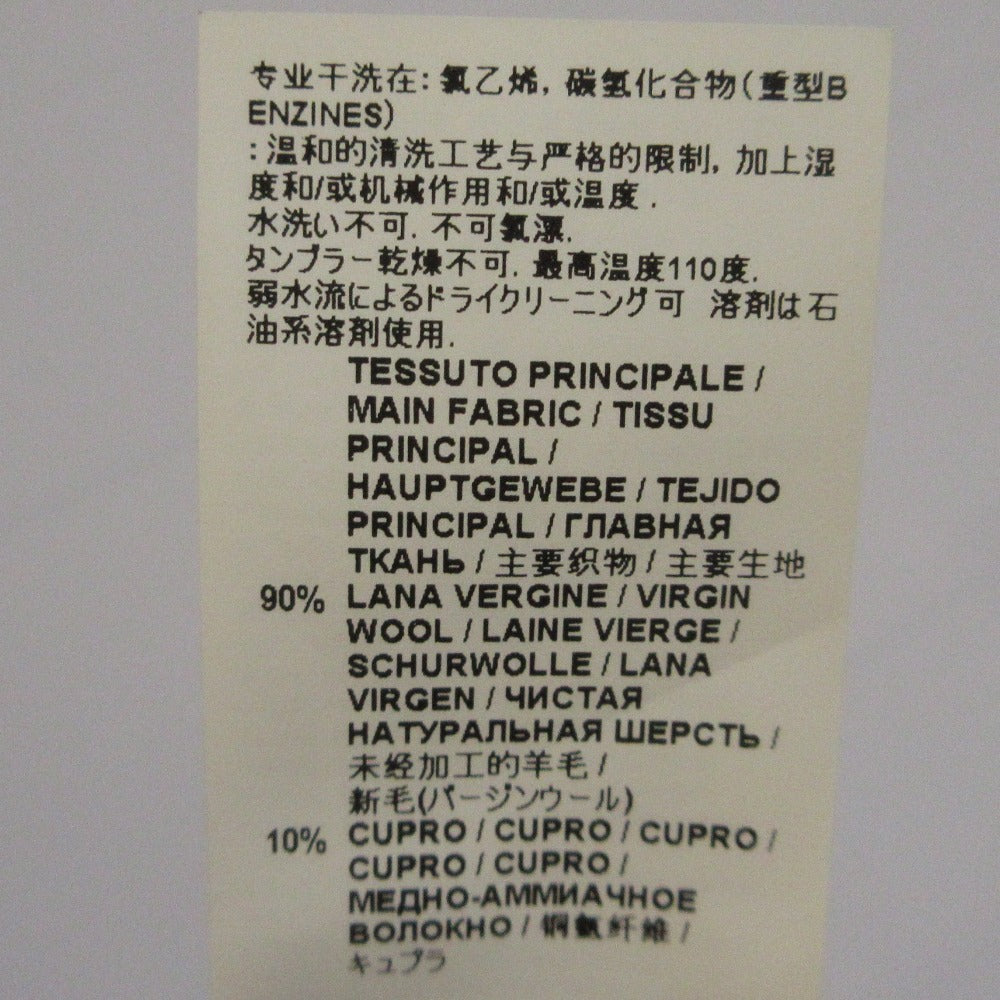 专业干洗在: 氯乙烯, 碳氢化合物(重型B
ENZINES)
: 温和的清洗工艺与严格的限制, 加上湿
度和/或机械作用和/或温度 .
水洗い不可. 不可氯漂.
タンブラー乾燥不可. 最高温度110度.
弱水流によるドライクリーニング可 溶剤は石
油系溶剤使用.
TESSUTO PRINCIPALE /
MAIN FABRIC / TISSU
PRINCIPAL /
HAUPTGEWEBE / TEJIDO
PRINCIPAL / ГЛАВНАЯ
ТКАНЬ / 主要织物 / 主要生地
90% LANA VERGINE / VIRGIN
WOOL / LAINE VIERGE /
SCHURWOLLE / LANA
VIRGEN / ЧИСТАЯ
НАТУРАЛЬНАЯ ШЕРСТЬ /
未经加工的羊毛 /
新毛(バージンウール)
10% CUPRO / CUPRO / CUPRO /
CUPRO / CUPRO /
МЕДНО-АММИАЧНОЕ
ВОЛОКНО / 铜氨纤维 /
キュプラ